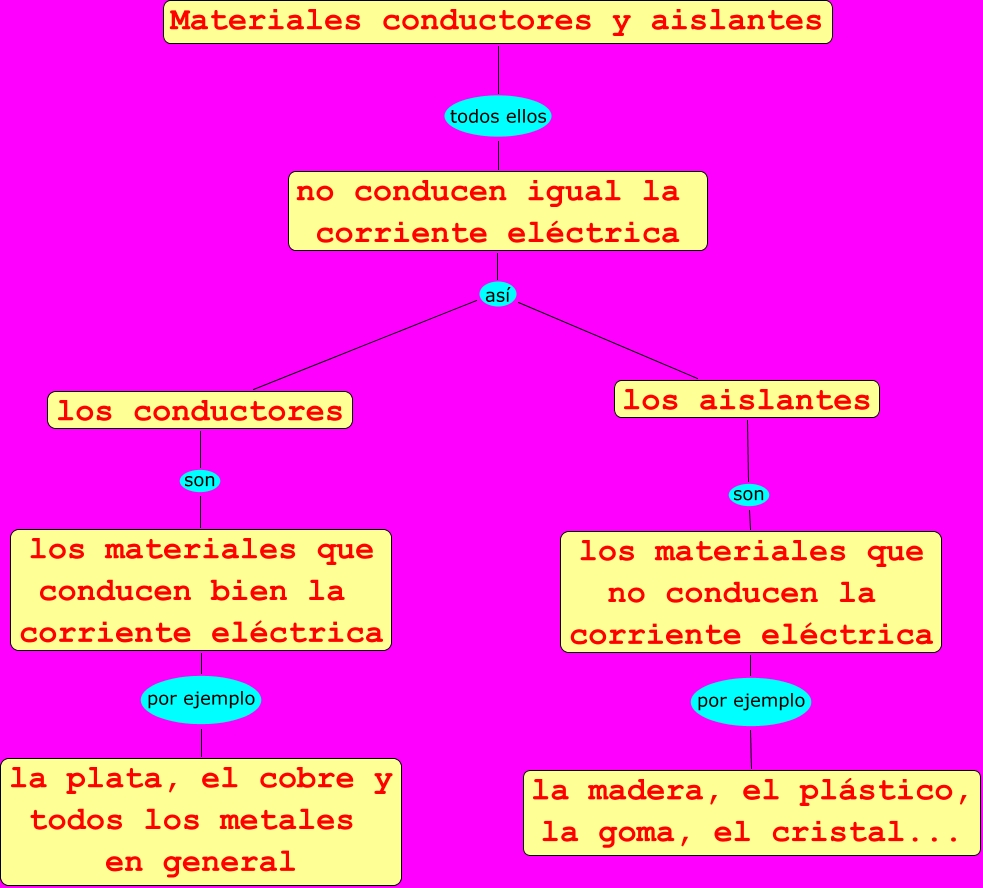 Materiales conductores y aislantes
todos ellos
no conducen igual la
corriente eléctrica
así
los conductores
son
los materiales que
conducen bien la
corriente eléctrica
por ejemplo
la plata, el cobre y
todos los metales
en general
los aislantes
son
los materiales que
no conducen la
corriente eléctrica
por ejemplo
la madera, el plástico,
la goma, el cristal...